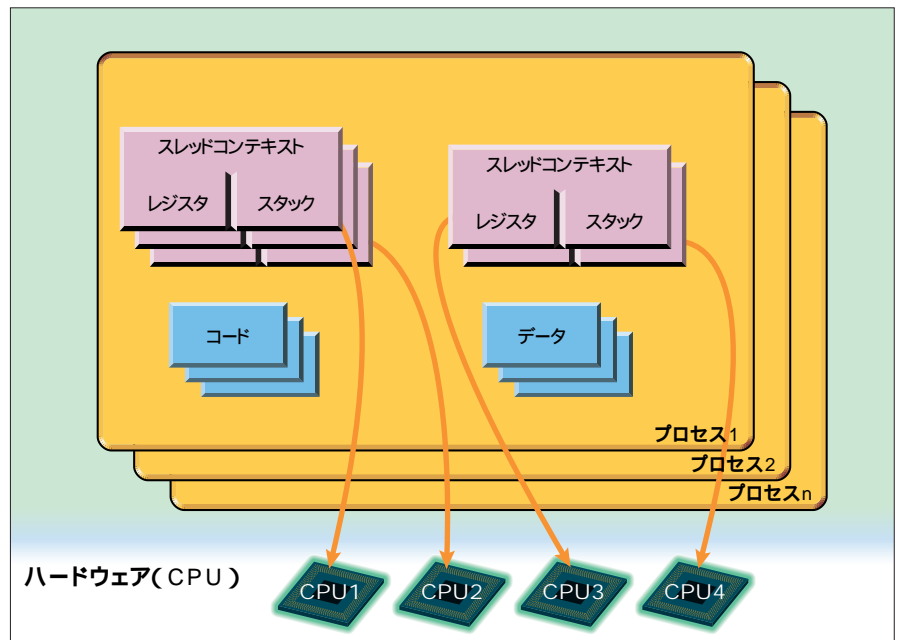 スレッドコンテキスト
レジスタ スタック
スレッドコンテキスト
レジスタ スタック
コード
データ
プロセス1
プロセス2
プロセスn
ハードウェア(CPU)
CPU1 CPU2 CPU3 CPU4